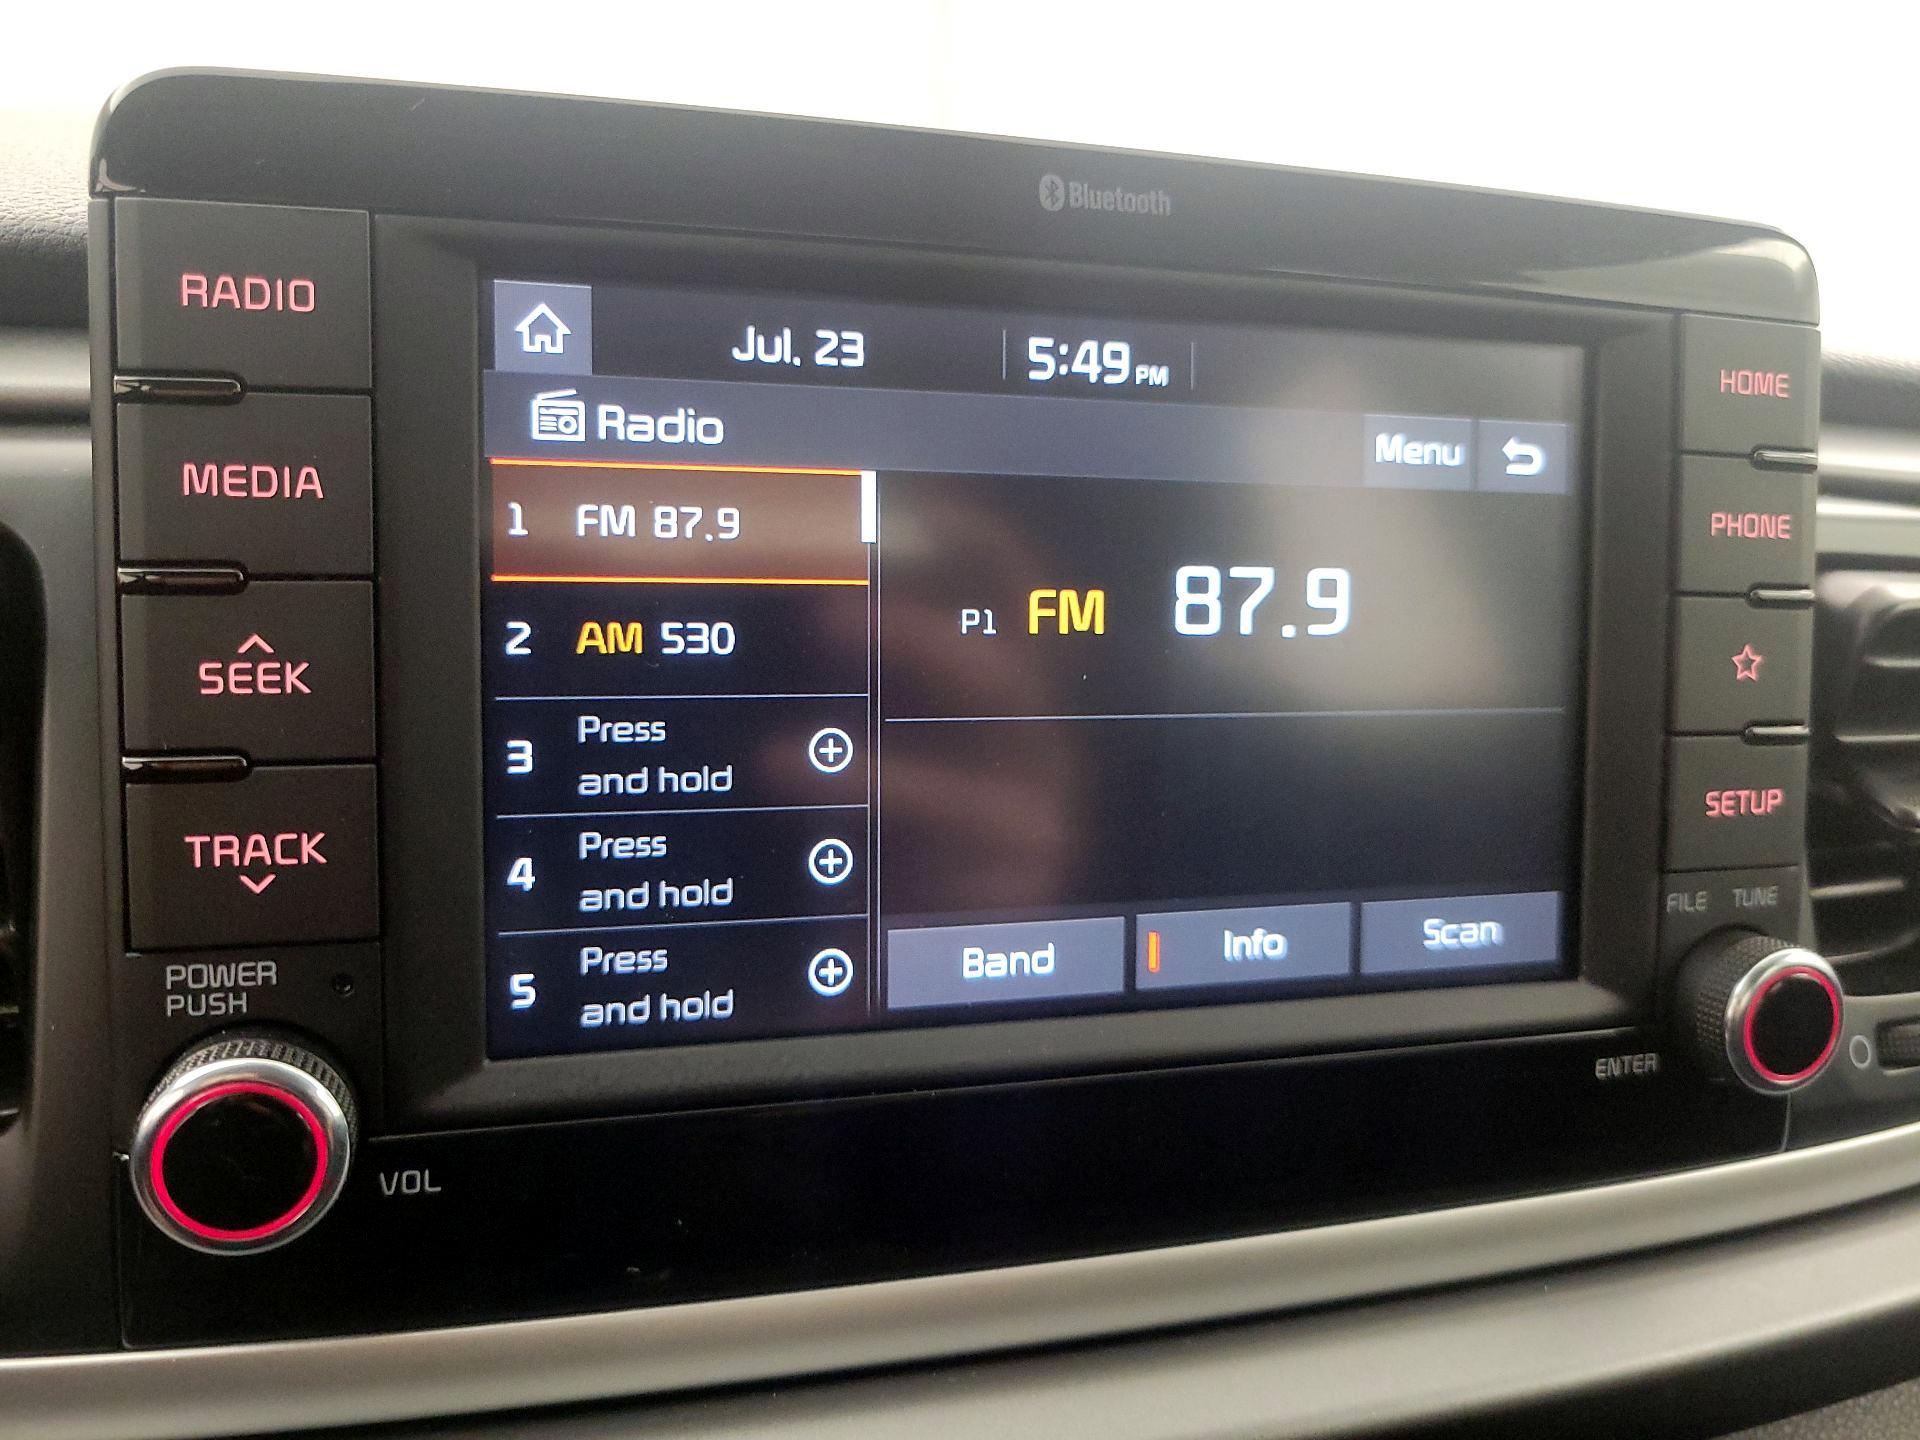 Bluetooth
RADIO
MEDIA
SEEK
TRACK
POWER
PUSH
VOL
Jul. 23
5:49 PM
Radio
Menu
1 FM 87.9
2 AM 530
3 Press
and hold
4 Press
and hold
5 Press
and hold
P1 FM 87.9
Band
Info
Scan
HOME
PHONE
SETUP
FILE TUNE
ENTER